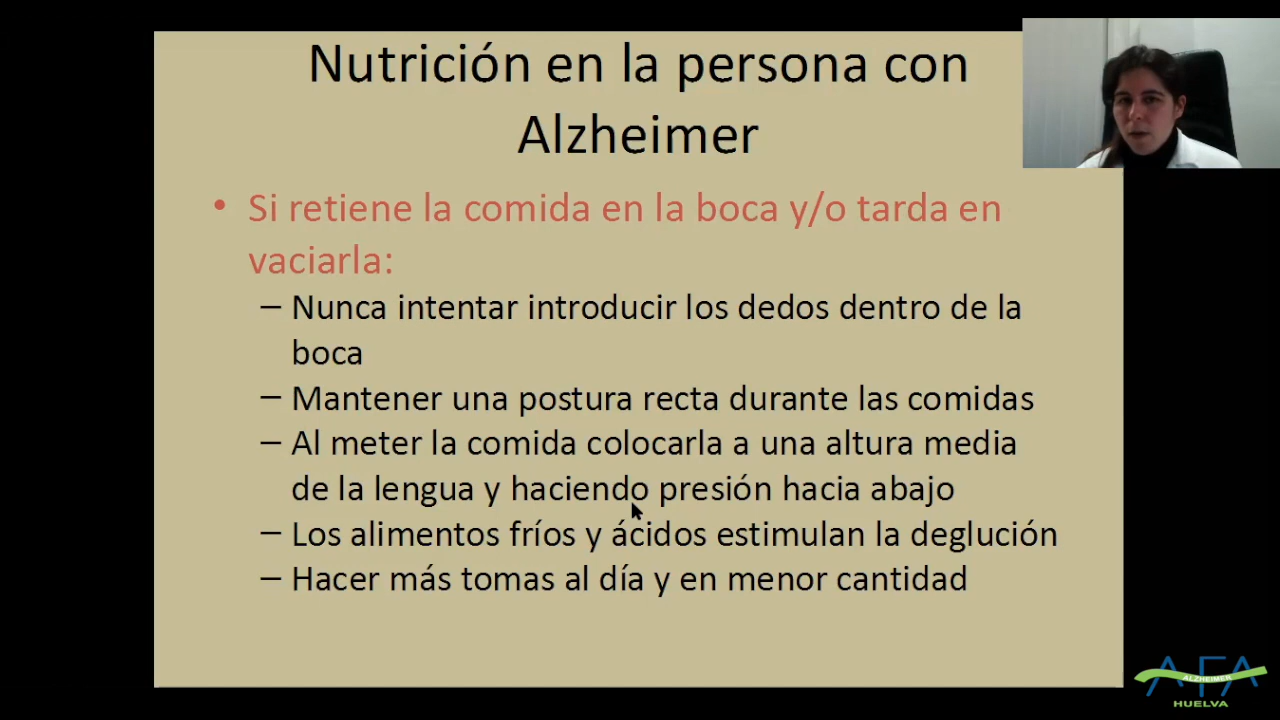 Nutrición en la persona con
Alzheimer
• Si retiene la comida en la boca y/o tarda en
vaciarla:
– Nunca intentar introducir los dedos dentro de la
boca
– Mantener una postura recta durante las comidas
– Al meter la comida colocarla a una altura media
de la lengua y haciendo presión hacia abajo
– Los alimentos fríos y ácidos estimulan la deglución
– Hacer más tomas al día y en menor cantidad
AFA
ALZHEIMER
HUELVA